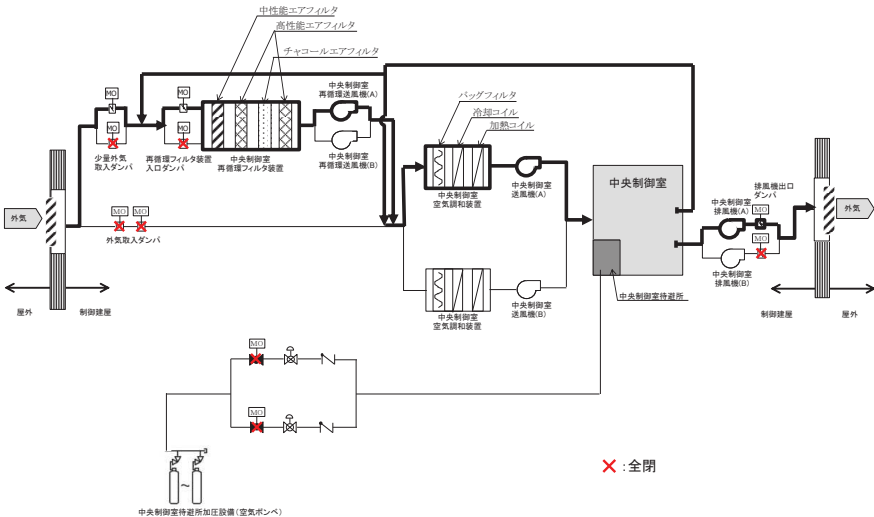 中性能エアフィルタ
高性能エアフィルタ
チャコールエアフィルタ
中央制御室
再循環送風機(A)
MO
MO
MO
MO
少量外気
取入ダンパ
再循環フィルタ装置
入口ダンパ
中央制御室
再循環フィルタ装置
中央制御室
再循環送風機(B)
バッグフィルタ
冷却コイル
加熱コイル
中央制御室
空気調和装置
中央制御室
送風機(A)
中央制御室
排風機出口
ダンパ
中央制御室
排風機(A)
MO
MO
中央制御室
排風機(B)
外気
外気
MO
MO
外気取入ダンパ
中央制御室
空気調和装置
中央制御室
送風機(B)
中央制御室待避所
屋外
制御建屋
制御建屋
屋外
MO
MO
~
×:全閉
中央制御室待避所加圧設備(空気ボンベ)